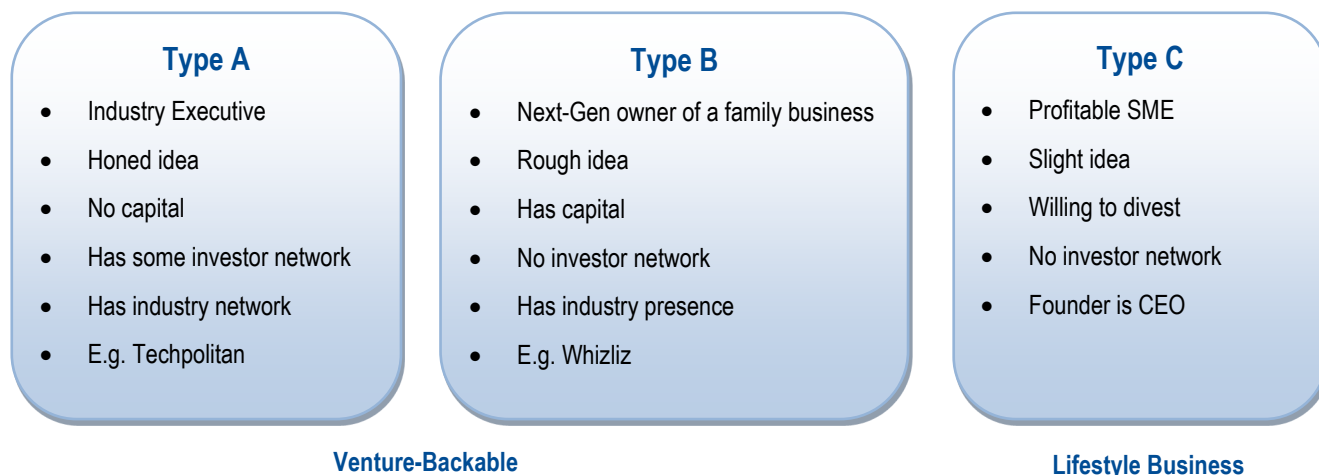 Type A
• Industry Executive
• Honed idea
• No capital
• Has some investor network
• Has industry network
• E.g. Techpolitan
Type B
• Next-Gen owner of a family business
• Rough idea
• Has capital
• No investor network
• Has industry presence
• E.g. Whizliz
Type C
• Profitable SME
• Slight idea
• Willing to divest
• No investor network
• Founder is CEO
Venture-Backable
Lifestyle Business